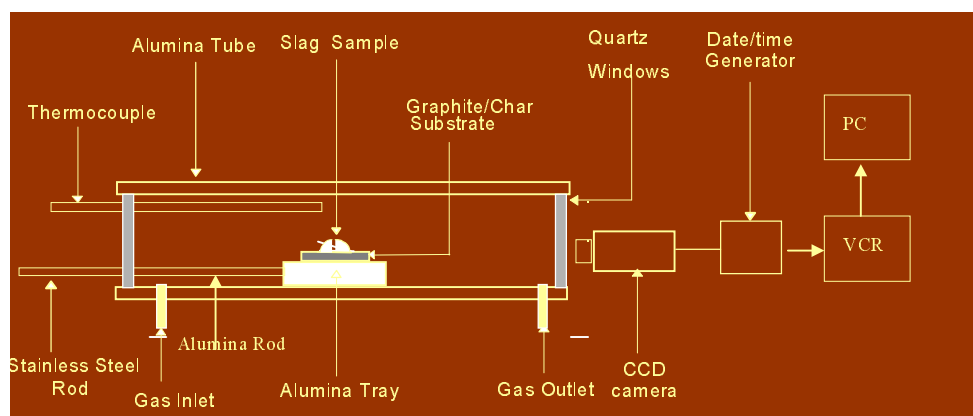 Alumina Tube
Slag Sample
Quartz
Windows
Date/time
Generator
Thermocouple
Graphite/Char
Substrate
PC
VCR
Stainless Steel
Rod
Alumina Rod
Gas Inlet
Alumina Tray
Gas Outlet
CCD
camera